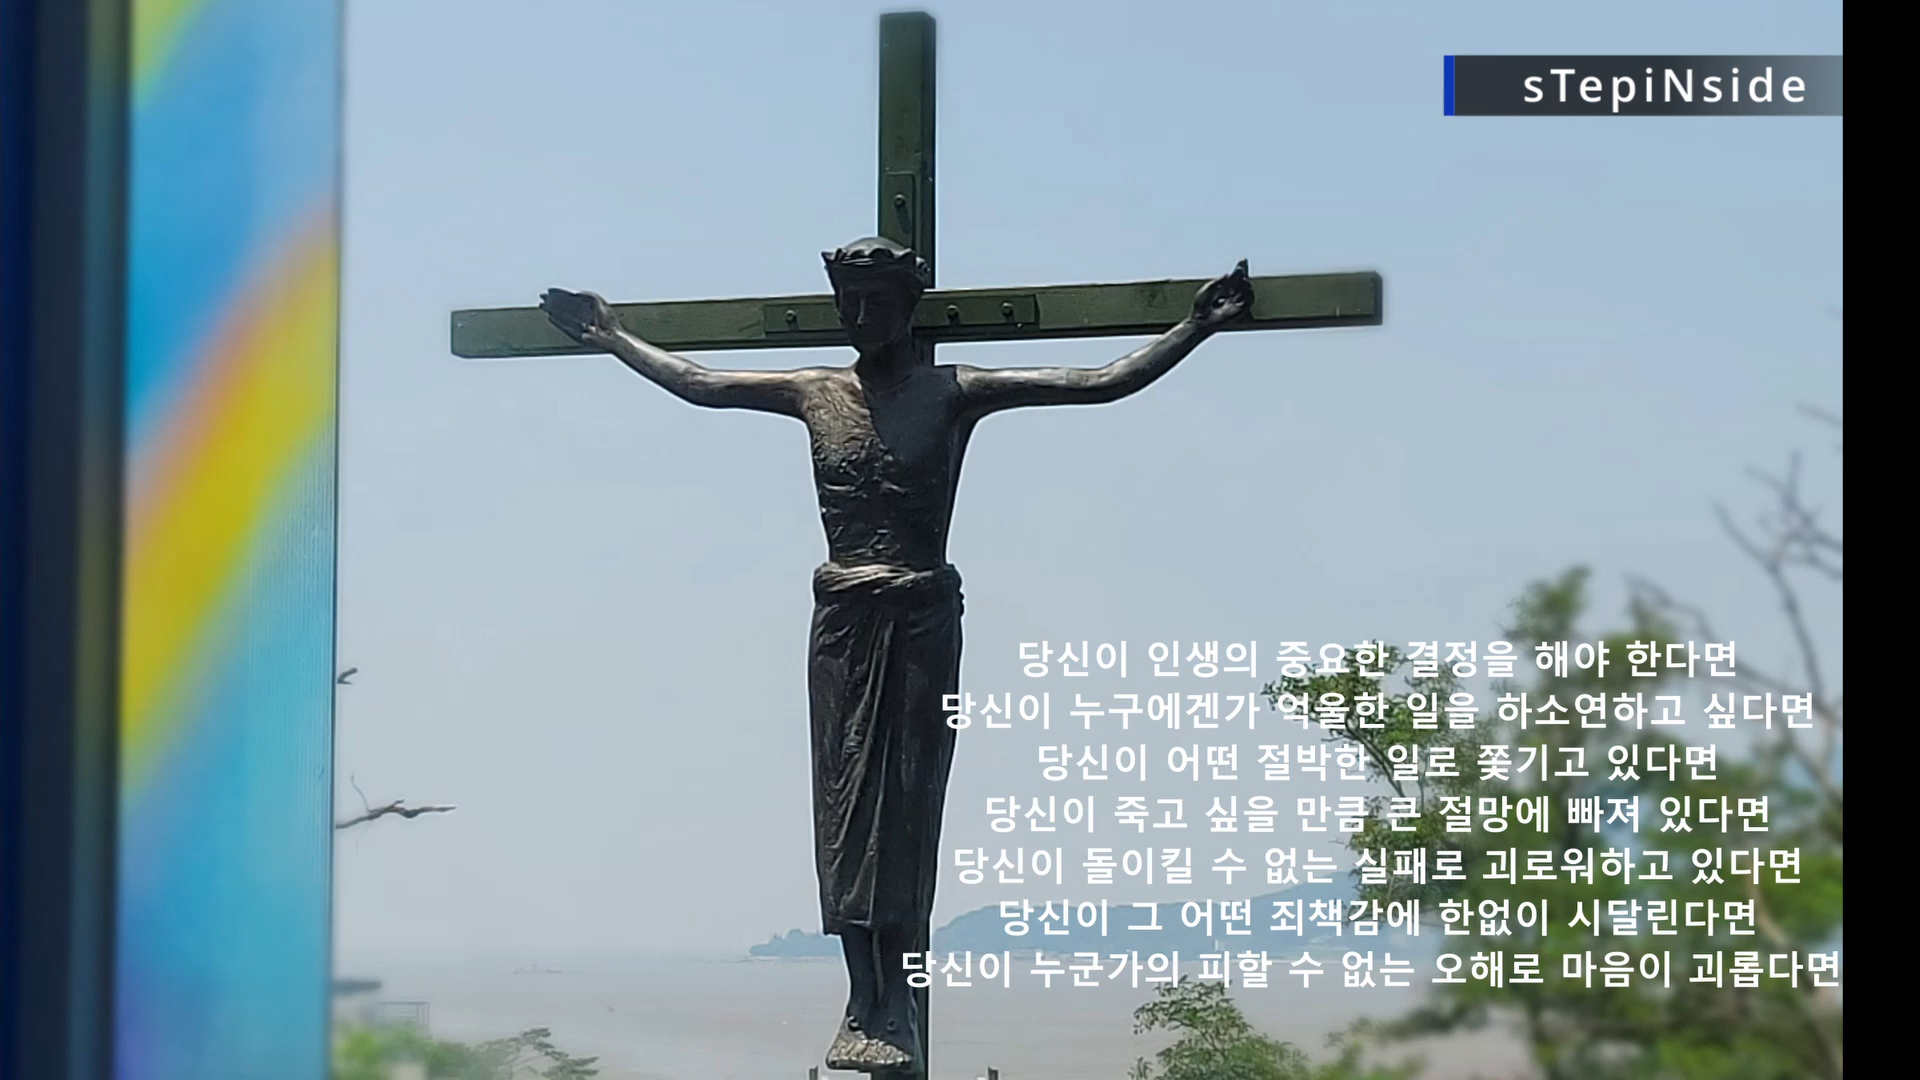 sTepiNside
당신이 인생의 중요한 결정을 해야 한다면
당신이 누구에겐가 억울한 일을 하소연하고 싶다면
당신이 어떤 절박한 일로 쫓기고 있다면
당신이 죽고 싶을 만큼 큰 절망에 빠져 있다면
당신이 돌이킬 수 없는 실패로 괴로워하고 있다면
당신이 그 어떤 죄책감에 한없이 시달린다면
당신이 누군가의 피할 수 없는 오해로 마음이 괴롭다면